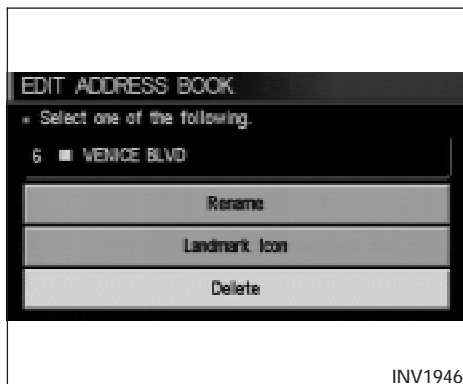 EDIT ADDRESS BOOK
Select one of the following.
6 VENICE BLVD
Rename
Landmark Icon
Delete
INV1946